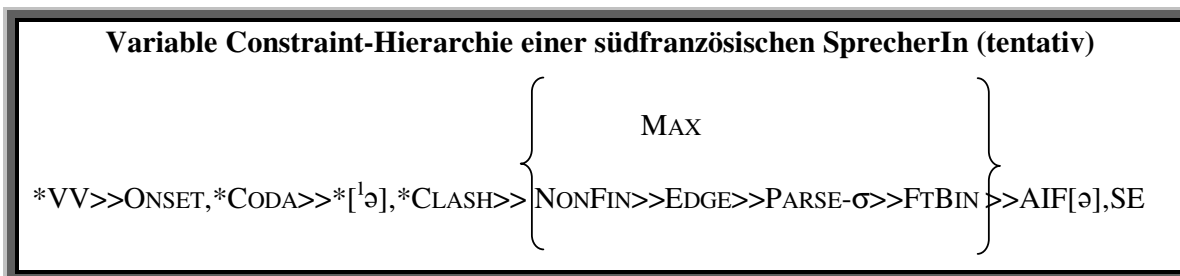 Variable Constraint-Hierarchie einer südfranzösischen SprecherIn (tentativ)
MAX
*VV>>ONSET,*CODA>>*[ˈə],*CLASH>> NONFIN>>EDGE>>PARSE-σ>>FTBIN >>AIF[ə],SE